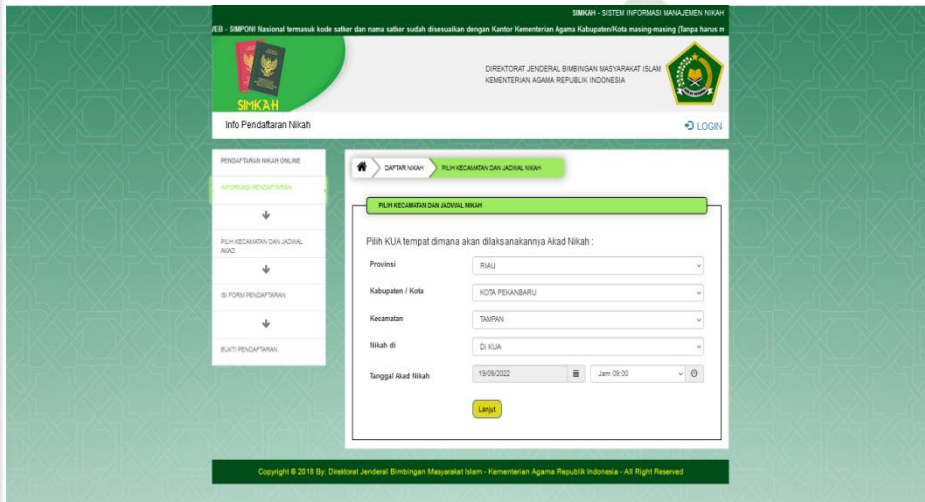 SIMKAH - SISTEM INFORMASI MANAJEMEN NIKAH
/EB - SIMPONI Nasional termasuk kode satker dan nama satker sudah disesuaikan dengan Kantor Kementerian Agama Kabupaten/Kota masing-masing (Tanpa harus m
SIMKAH
DIREKTORAT JENDERAL BIMBINGAN MASYARAKAT ISLAM
KEMENTERIAN AGAMA REPUBLIK INDONESIA
Info Pendaftaran Nikah
LOGIN
PENDAFTARAN NIKAH ONLINE
INFORMASI PENDAFTARAN
PILIH KECAMATAN DAN JADWAL
AKAD
ISI FORM PENDAFTARAN
BUKTI PENDAFTARAN
DAFTAR NIKAH
PILIH KECAMATAN DAN JADWAL NIKAH
PILIH KECAMATAN DAN JADWAL NIKAH
Pilih KUA tempat dimana akan dilaksanakannya Akad Nikah :
Provinsi
RIAU
Kabupaten / Kota
KOTA PEKANBARU
Kecamatan
TAMPAN
Nikah di
Di KUA
Tanggal Akad Nikah
19/09/2022
Jam 09:00
Lanjut
Copyright © 2018 By: Direktorat Jenderal Bimbingan Masyarakat Islam - Kementerian Agama Republik Indonesia - All Right Reserved